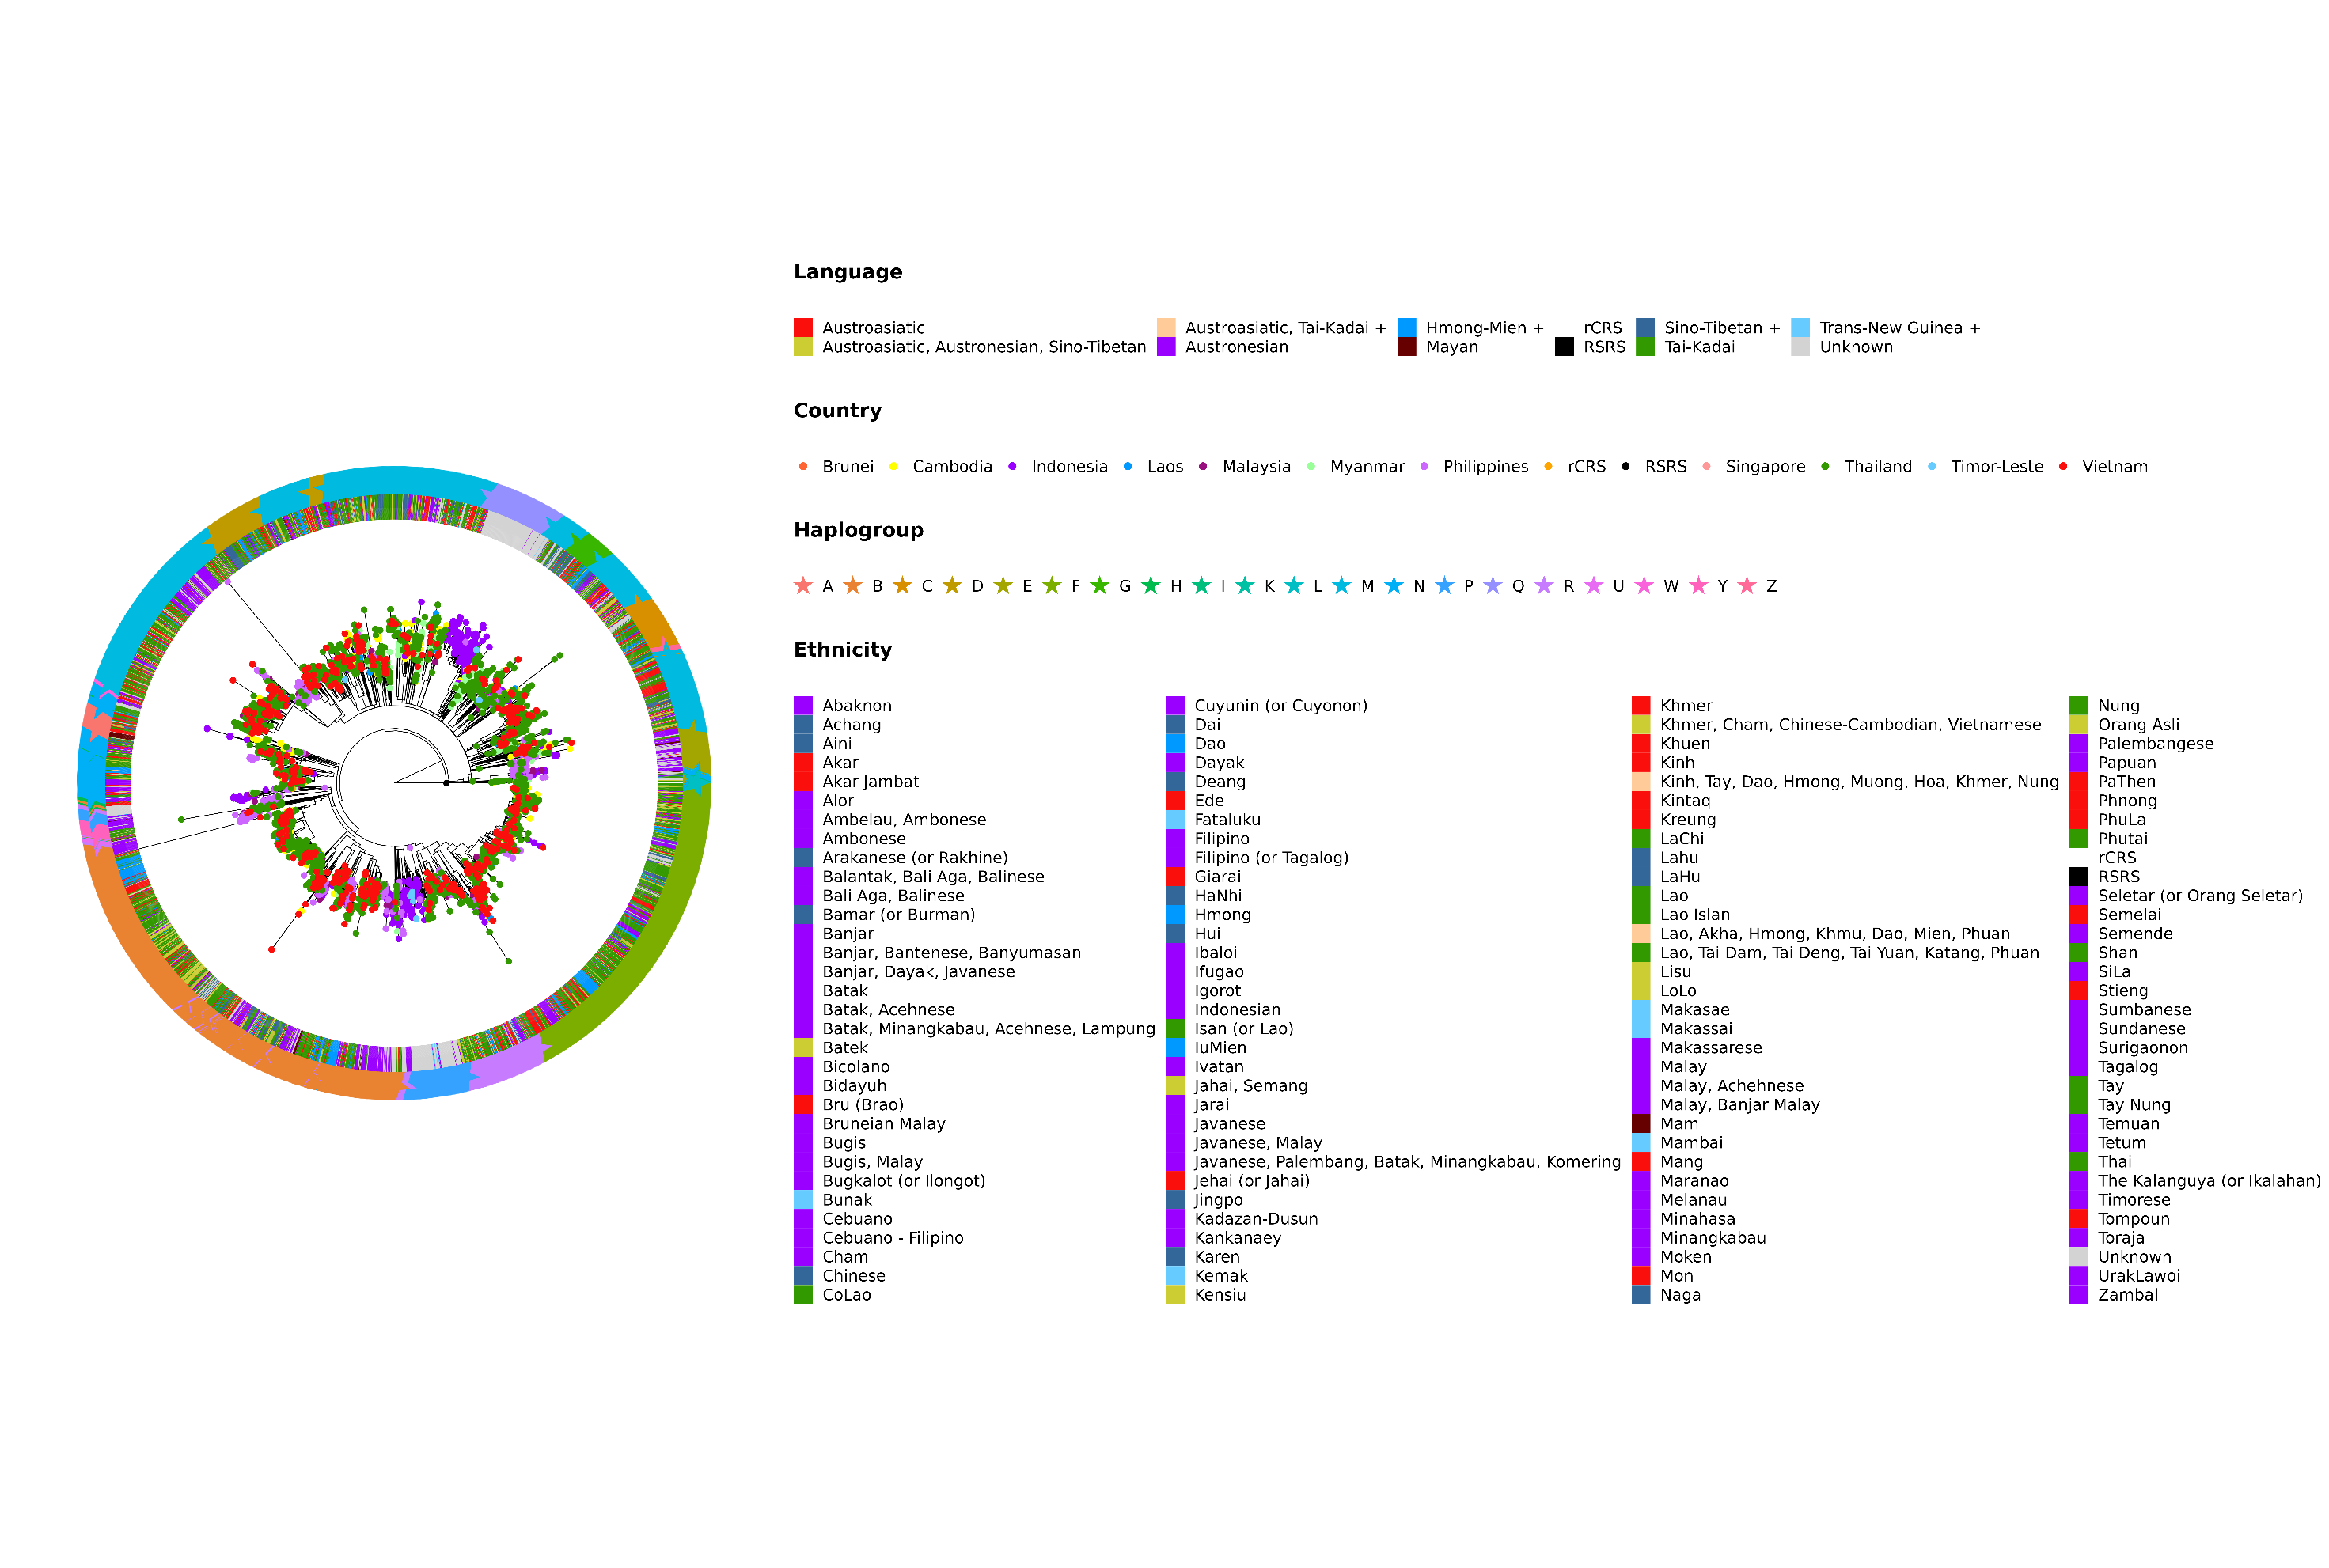 Language
Austroasiatic Austroasiatic, Tai-Kadai + Hmong-Mien + rCRS Sino-Tibetan + Trans-New Guinea +
Austroasiatic, Austronesian, Sino-Tibetan Austronesian Mayan RSRS Tai-Kadai Unknown
Country
Brunei Cambodia Indonesia Laos Malaysia Myanmar Philippines rCRS RSRS Singapore Thailand Timor-Leste Vietnam
Haplogroup
A B C D E F G H I K L M N P Q R U W Y Z
Ethnicity
Abaknon
Achang
Aini
Akar
Akar Jambat
Alor
Ambelau, Ambonese
Ambonese
Arakanese (or Rakhine)
Balantak, Bali Aga, Balinese
Bali Aga, Balinese
Bamar (or Burman)
Banjar
Banjar, Bantenese, Banyumasan
Banjar, Dayak, Javanese
Batak
Batak, Acehnese
Batak, Minangkabau, Acehnese, Lampung
Batek
Bicolano
Bidayuh
Bru (Brao)
Bruneian Malay
Bugis
Bugis, Malay
Bugkalot (or Ilongot)
Bunak
Cebuano
Cebuano - Filipino
Cham
Chinese
CoLao
Cuyunin (or Cuyonon)
Dai
Dao
Dayak
Deang
Ede
Fataluku
Filipino
Filipino (or Tagalog)
Giarai
HaNhi
Hmong
Hui
Ibaloi
Ifugao
Igorot
Indonesian
Isan (or Lao)
IuMien
Ivatan
Jahai, Semang
Jarai
Javanese
Javanese, Malay
Javanese, Palembang, Batak, Minangkabau, Komering
Jehai (or Jahai)
Jingpo
Kadazan-Dusun
Kankanaey
Karen
Kemak
Kensiu
Khmer
Khmer, Cham, Chinese-Cambodian, Vietnamese
Khuen
Kinh
Kinh, Tay, Dao, Hmong, Muong, Hoa, Khmer, Nung
Kintaq
Kreung
LaChi
Lahu
LaHu
Lao
Lao Islan
Lao, Akha, Hmong, Khmu, Dao, Mien, Phuan
Lao, Tai Dam, Tai Deng, Tai Yuan, Katang, Phuan
Lisu
LoLo
Makasae
Makassai
Makassarese
Malay
Malay, Achehnese
Malay, Banjar Malay
Mam
Mambai
Mang
Maranao
Melanau
Minahasa
Minangkabau
Moken
Mon
Naga
Nung
Orang Asli
Palembangese
Papuan
PaThen
Phnong
PhuLa
Phutai
rCRS
RSRS
Seletar (or Orang Seletar)
Semelai
Semende
Shan
SiLa
Stieng
Sumbanese
Sundanese
Surigaonon
Tagalog
Tay
Tay Nung
Temuan
Tetum
Thai
The Kalanguya (or Ikalahan)
Timorese
Tompoun
Toraja
Unknown
UrakLawoi
Zambal